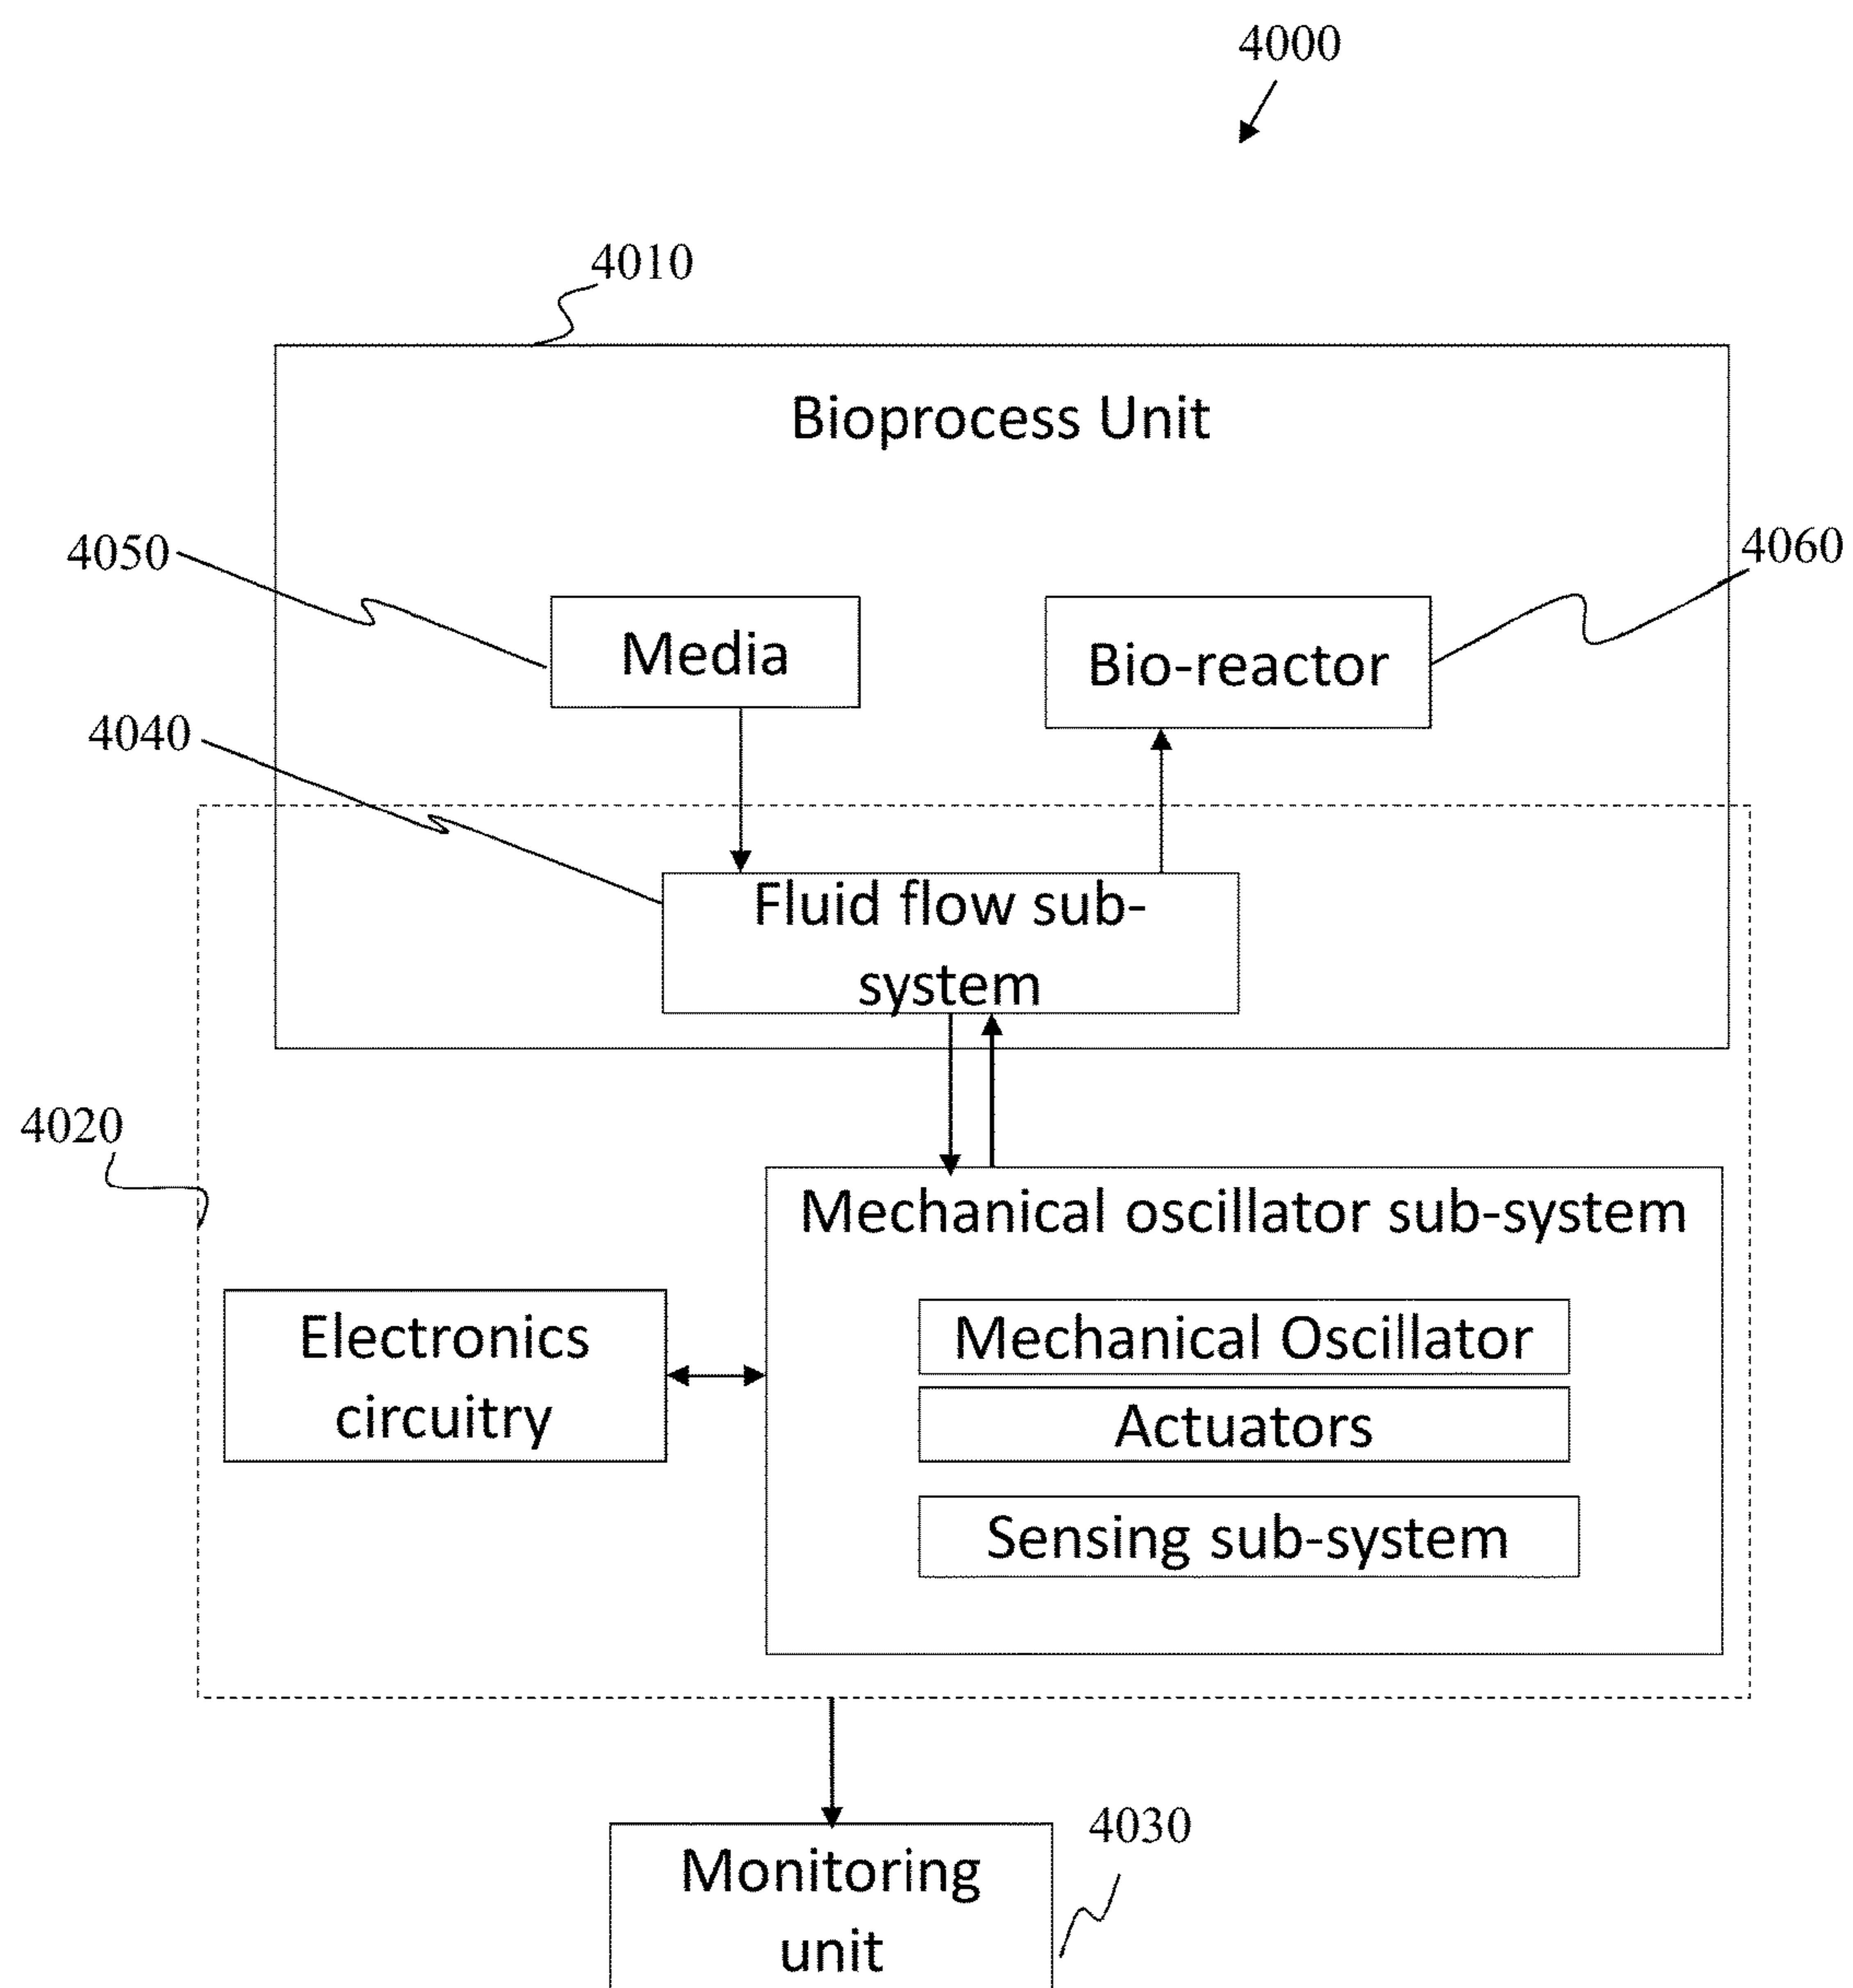 4000
4010
Bioprocess Unit
4050
4060
Media
Bio-reactor
4040
Fluid flow sub-
system
4020
Mechanical oscillator sub-system
Electronics
circuitry
Mechanical Oscillator
Actuators
Sensing sub-system
4030
Monitoring
unit